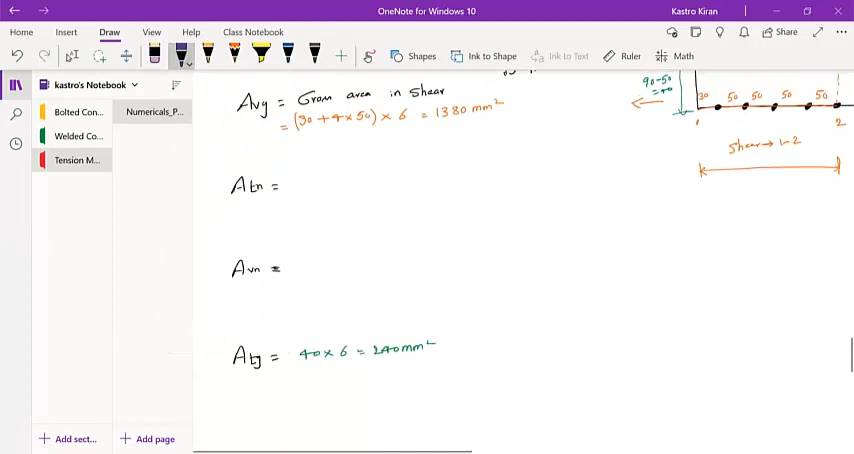 OneNote for Windows 10
Kastro Kiran
Home Insert Draw View Help Class Notebook
Share
Shapes Ink to Shape Ink to Text Ruler Math
kastro's Notebook
Bolted Con...
Welded Co...
Tension M...
Numericals_P...
Avg = Gross area in shear
= (30 + 4 x 50) x 6 = 1380 mm²
Atn =
Avn =
Atg = 40 x 6 = 240 mm²
90-50
=40
30 50 50 50 50
1 2
Shear → 1-2
Add sect...
Add page